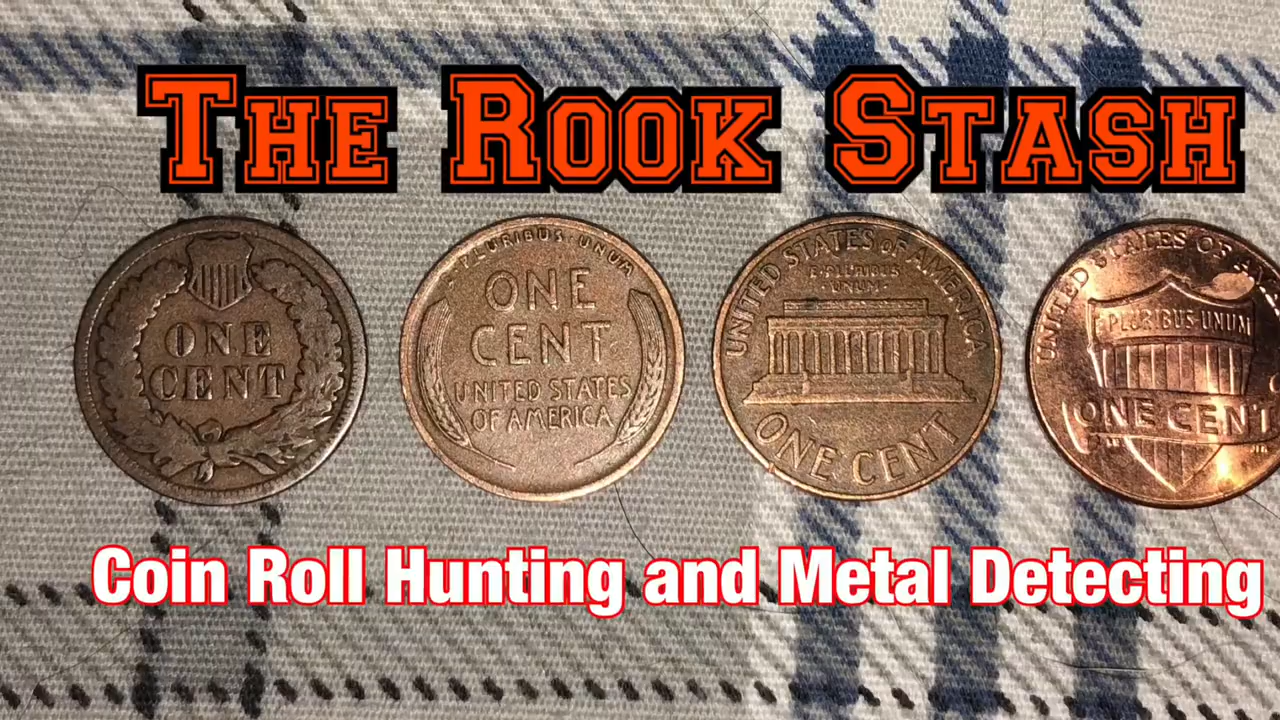 The Rook Stash
ONE
CENT
E·PLURIBUS·UNUM
ONE
CENT
UNITED STATES
OF AMERICA
UNITED STATES OF AMERICA
E·PLURIBUS
·UNUM·
ONE CENT
UNITED STATES OF
PLURIBUS·UNUM
ONE CENT
Coin Roll Hunting and Metal Detecting